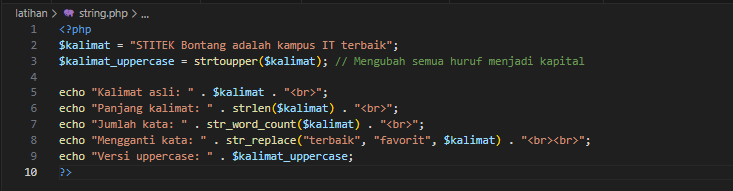 latihan > string.php > ...
1 <?php
2 $kalimat = "STITEK Bontang adalah kampus IT terbaik";
3 $kalimat_uppercase = strtoupper($kalimat); // Mengubah semua huruf menjadi kapital
4
5 echo "Kalimat asli: " . $kalimat . "<br>";
6 echo "Panjang kalimat: " . strlen($kalimat) . "<br>";
7 echo "Jumlah kata: " . str_word_count($kalimat) . "<br>";
8 echo "Mengganti kata: " . str_replace("terbaik", "favorit", $kalimat) . "<br><br>";
9 echo "Versi uppercase: " . $kalimat_uppercase;
10 ?>